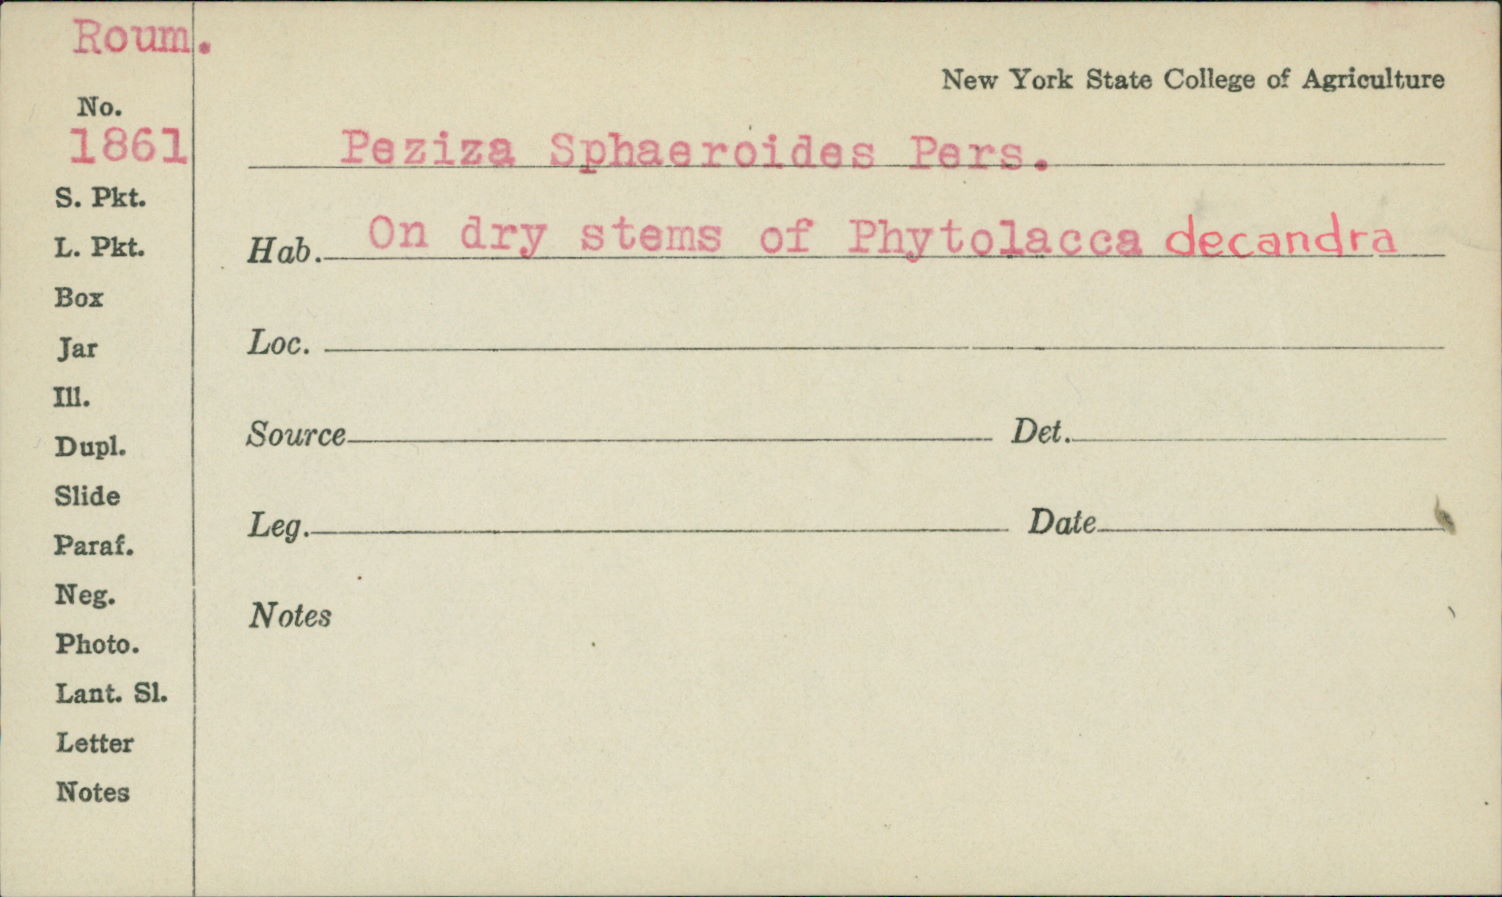 Roum.
New York State College of Agriculture
No.
1861
Peziza Sphaeroides Pers.
S. Pkt.
Hab. On dry stems of Phytolacca decandra
L. Pkt.
Box
Loc.
Jar
Ill.
Source Det.
Dupl.
Slide
Leg. Date
Paraf.
Neg.
Notes
Photo.
Lant. Sl.
Letter
Notes